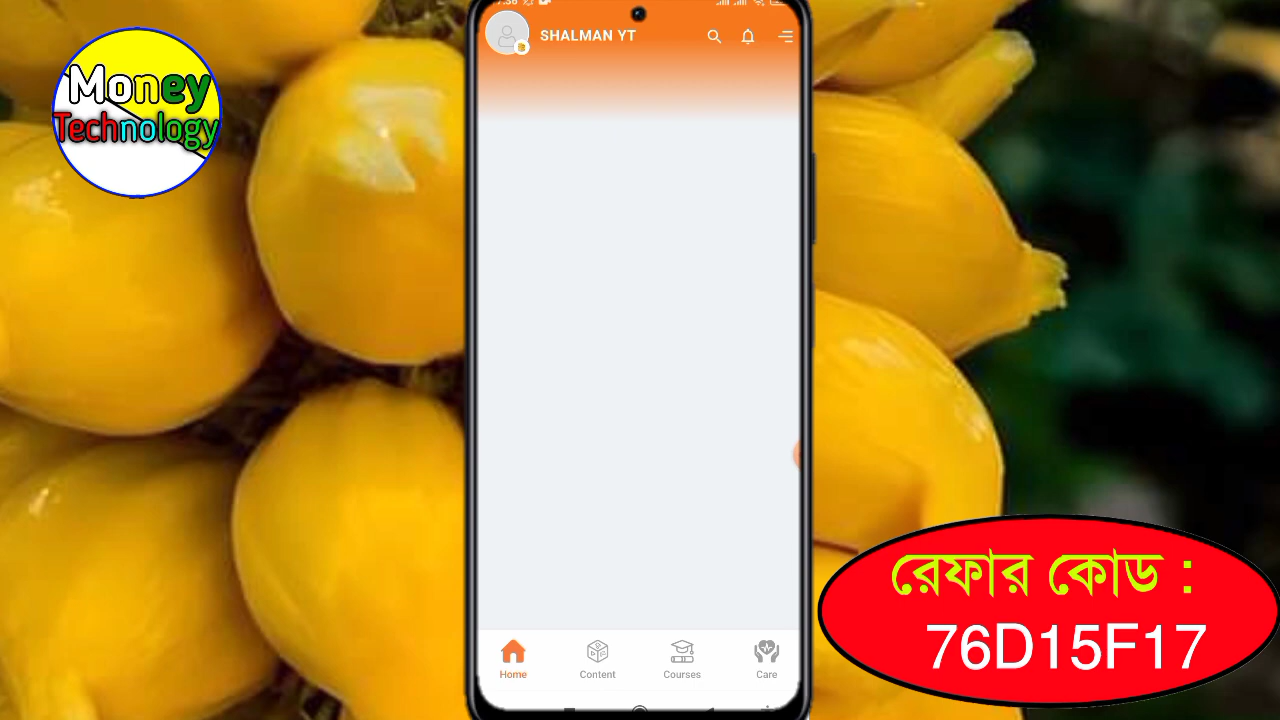 Money
Technology
SHALMAN YT
Home
Content
Courses
Care
রেফার কোড :
76D15F17